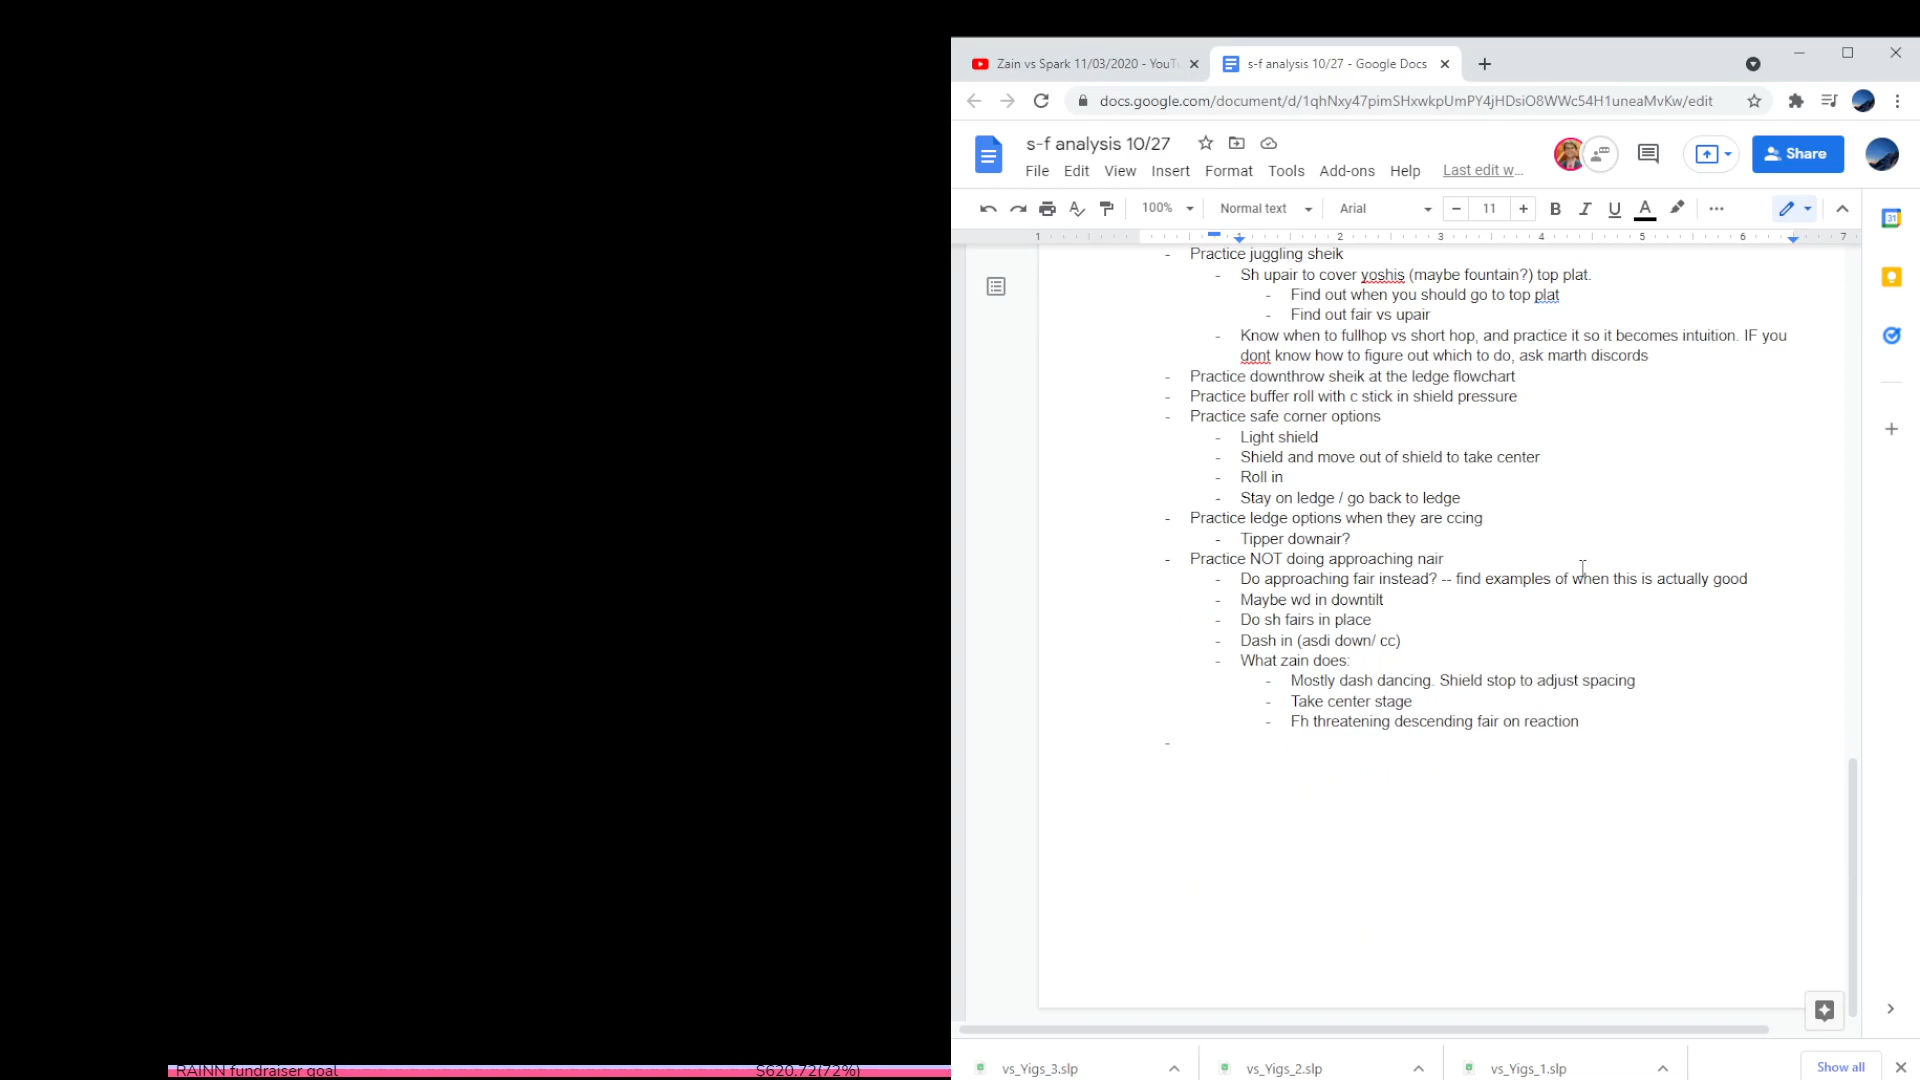 Zain vs Spark 11/03/2020 - YouT
s-f analysis 10/27 - Google Docs
docs.google.com/document/d/1qhNxy47pimSHxwkpUmPY4jHDsiO8WWc54H1uneaMvKw/edit
s-f analysis 10/27
Share
File Edit View Insert Format Tools Add-ons Help Last edit w...
100% Normal text Arial 11 B I U A
1 1 2 3 4 5 6 7
31
- Practice juggling sheik
- Sh upair to cover yoshis (maybe fountain?) top plat.
- Find out when you should go to top plat
- Find out fair vs upair
- Know when to fullhop vs short hop, and practice it so it becomes intuition. IF you
dont know how to figure out which to do, ask marth discords
- Practice downthrow sheik at the ledge flowchart
- Practice buffer roll with c stick in shield pressure
- Practice safe corner options
- Light shield
- Shield and move out of shield to take center
- Roll in
- Stay on ledge / go back to ledge
- Practice ledge options when they are ccing
- Tipper downair?
- Practice NOT doing approaching nair
- Do approaching fair instead? -- find examples of when this is actually good
- Maybe wd in downtilt
- Do sh fairs in place
- Dash in (asdi down/ cc)
- What zain does:
- Mostly dash dancing. Shield stop to adjust spacing
- Take center stage
- Fh threatening descending fair on reaction
-
vs_Yigs_3.slp vs_Yigs_2.slp vs_Yigs_1.slp Show all
RAINN fundraiser goal $620.72(72%)